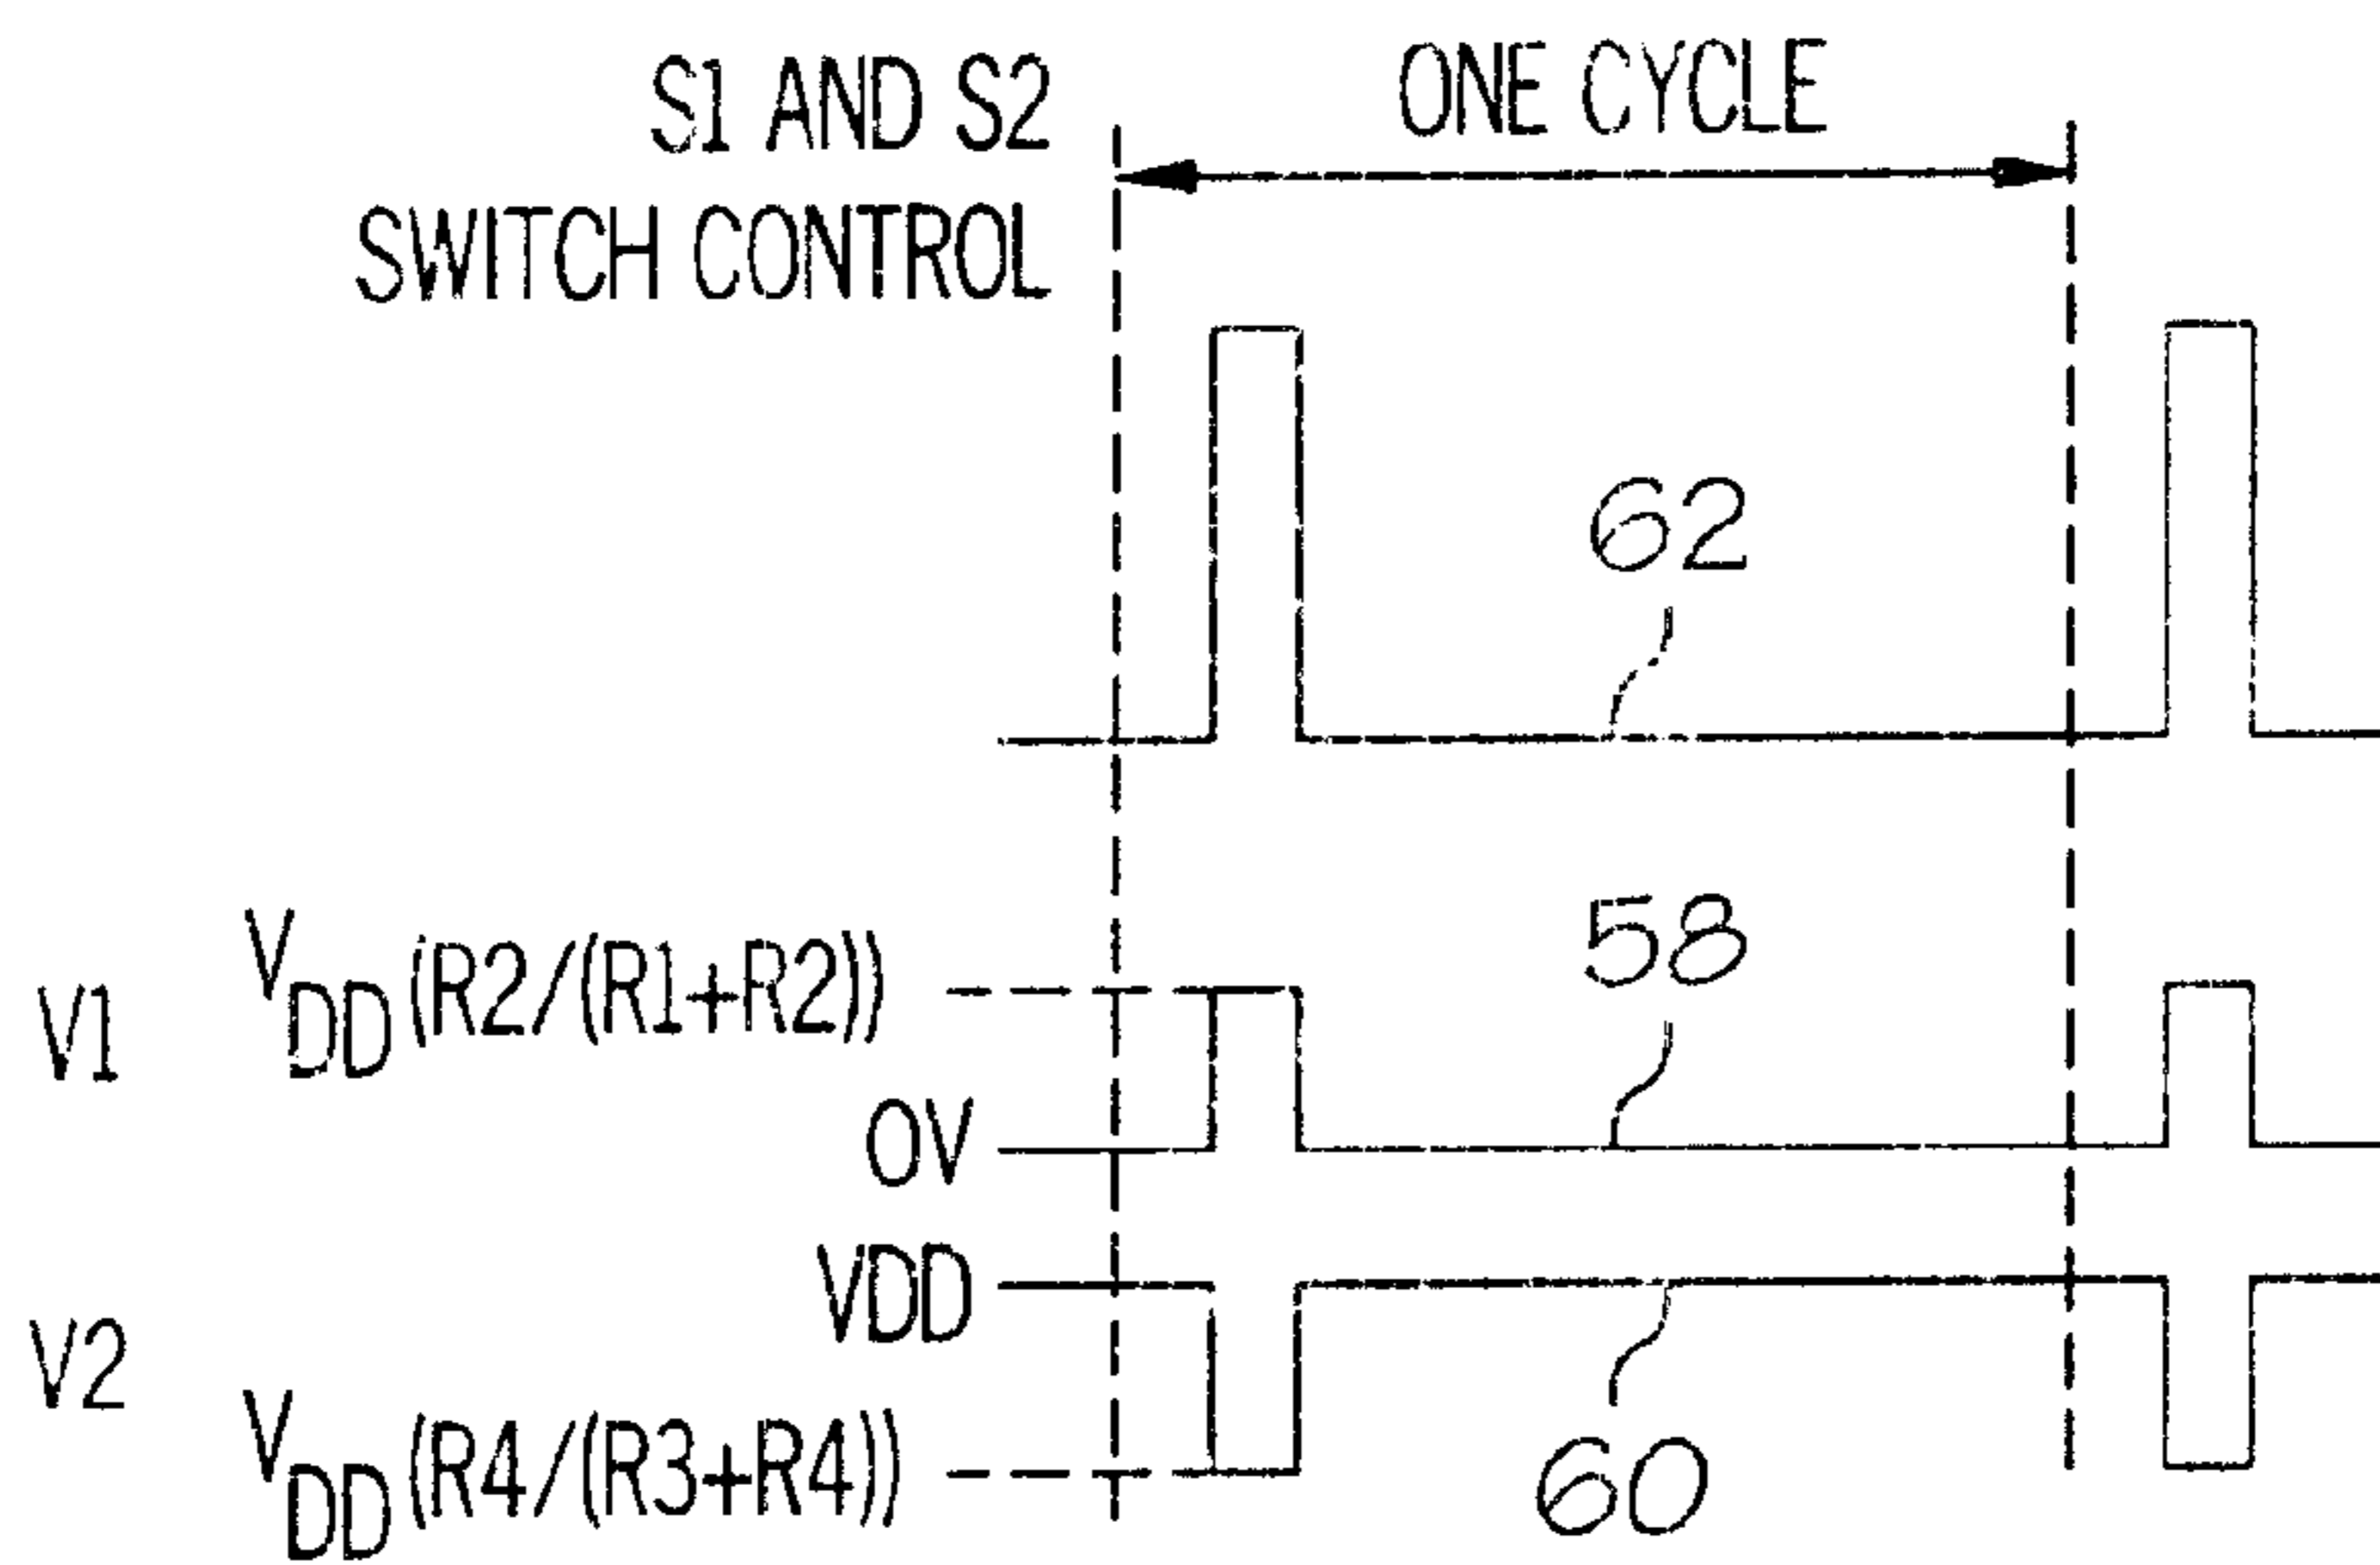 S1 AND S2
SWITCH CONTROL
ONE CYCLE
62
58
V1
VDD(R2/(R1+R2))
0V
VDD
V2
VDD(R4/(R3+R4))
60